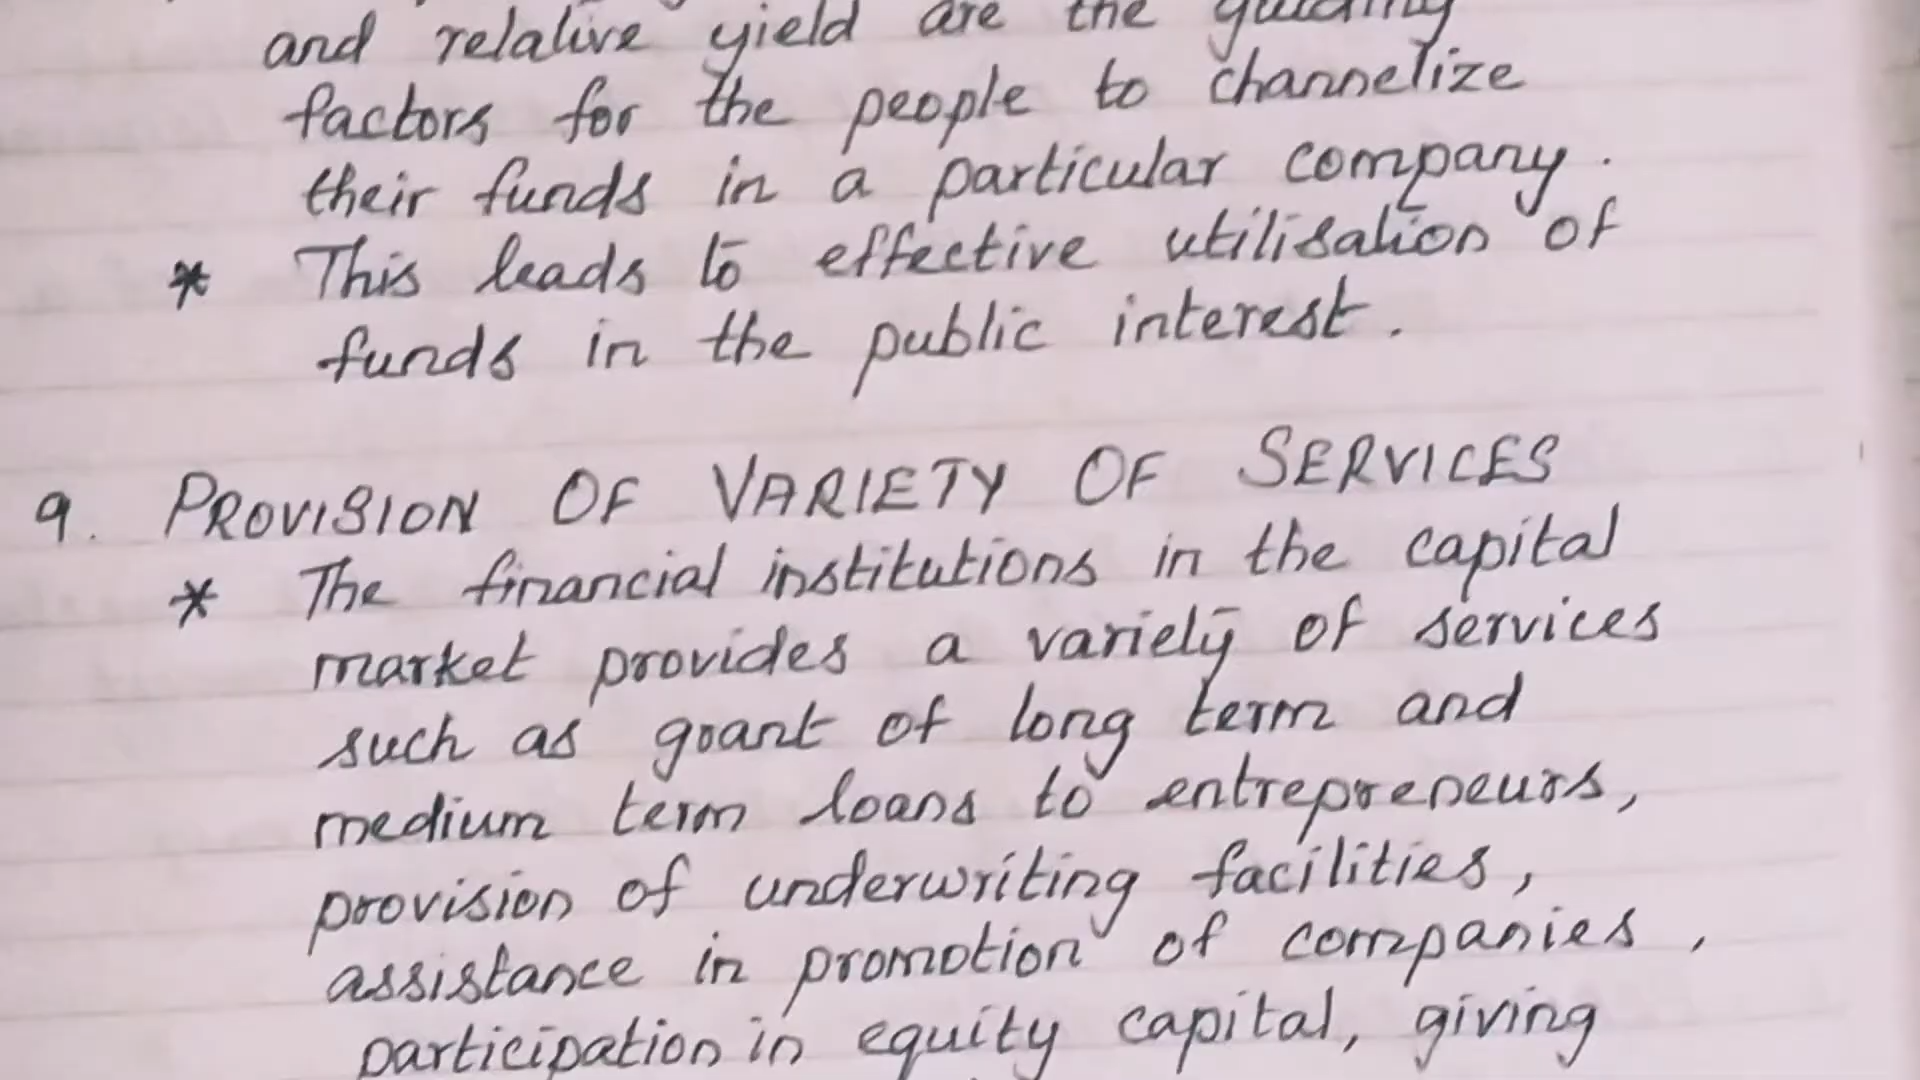 and relative yield are the guiding
factors for the people to channelize
their funds in a particular company.
* This leads to effective utilisation of
funds in the public interest.
9. PROVISION OF VARIETY OF SERVICES
* The financial institutions in the capital
market provides a variety of services
such as grant of long term and
medium term loans to entrepreneurs,
provision of underwriting facilities,
assistance in promotion of companies,
participation in equity capital, giving